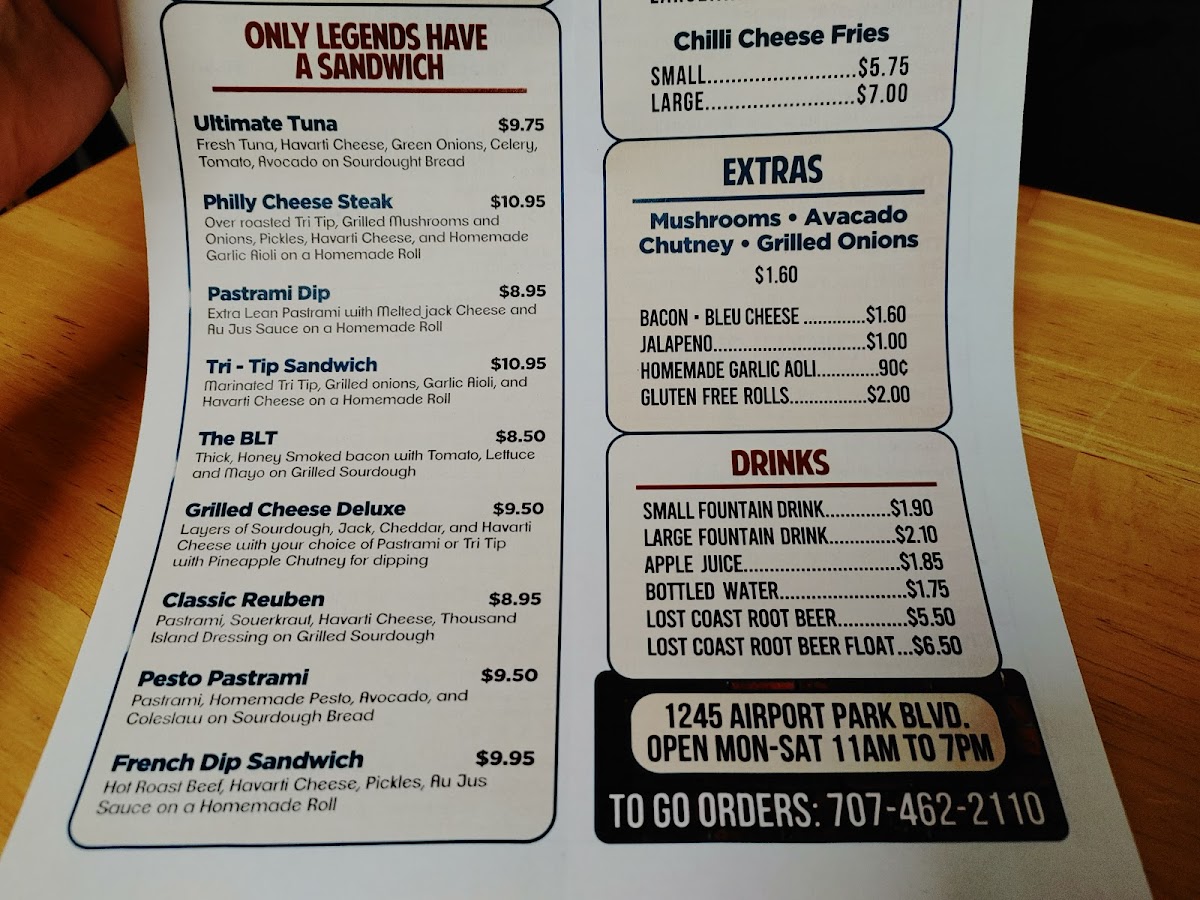 ONLY LEGENDS HAVE
A SANDWICH
Ultimate Tuna $9.75
Fresh Tuna, Havarti Cheese, Green Onions, Celery,
Tomato, Avocado on Sourdought Bread
Philly Cheese Steak $10.95
Over roasted Tri Tip, Grilled Mushrooms and
Onions, Pickles, Havarti Cheese, and Homemade
Garlic Aioli on a Homemade Roll
Pastrami Dip $8.95
Extra Lean Pastrami with Melted jack Cheese and
Au Jus Sauce on a Homemade Roll
Tri - Tip Sandwich $10.95
Marinated Tri Tip, Grilled onions, Garlic Aioli, and
Havarti Cheese on a Homemade Roll
The BLT $8.50
Thick, Honey Smoked bacon with Tomato, Lettuce
and Mayo on Grilled Sourdough
Grilled Cheese Deluxe $9.50
Layers of Sourdough, Jack, Cheddar, and Havarti
Cheese with your choice of Pastrami or Tri Tip
with Pineapple Chutney for dipping
Classic Reuben $8.95
Pastrami, Souerkraut, Havarti Cheese, Thousand
Island Dressing on Grilled Sourdough
Pesto Pastrami $9.50
Pastrami, Homemade Pesto, Avocado, and
Coleslaw on Sourdough Bread
French Dip Sandwich $9.95
Hot Roast Beef, Havarti Cheese, Pickles, Au Jus
Sauce on a Homemade Roll
Chilli Cheese Fries
SMALL..........................$5.75
LARGE..........................$7.00
EXTRAS
Mushrooms • Avacado
Chutney • Grilled Onions
$1.60
BACON • BLEU CHEESE ............$1.60
JALAPENO..........................$1.00
HOMEMADE GARLIC AOLI............90¢
GLUTEN FREE ROLLS...............$2.00
DRINKS
SMALL FOUNTAIN DRINK............$1.90
LARGE FOUNTAIN DRINK.............$2.10
APPLE JUICE.............................$1.85
BOTTLED WATER.......................$1.75
LOST COAST ROOT BEER............$5.50
LOST COAST ROOT BEER FLOAT...$6.50
1245 AIRPORT PARK BLVD.
OPEN MON-SAT 11AM TO 7PM
TO GO ORDERS: 707-462-2110